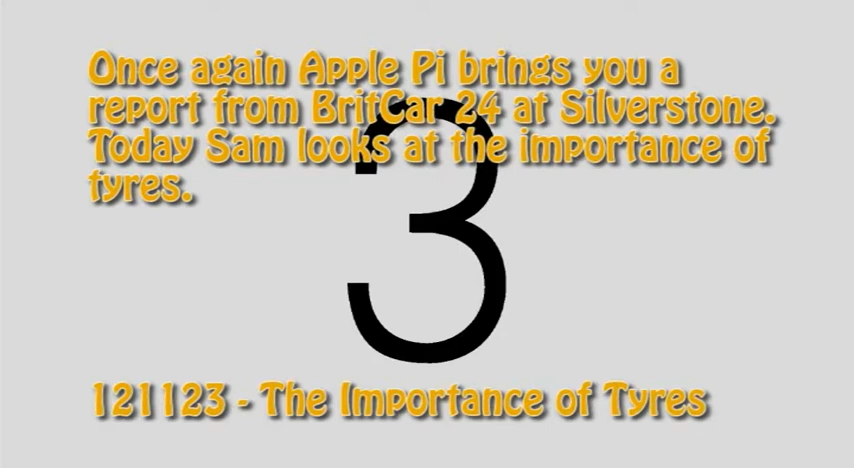 Once again Apple Pi brings you a
report from BritCar 24 at Silverstone.
Today Sam looks at the importance of
tyres.
3
121123 - The Importance of Tyres